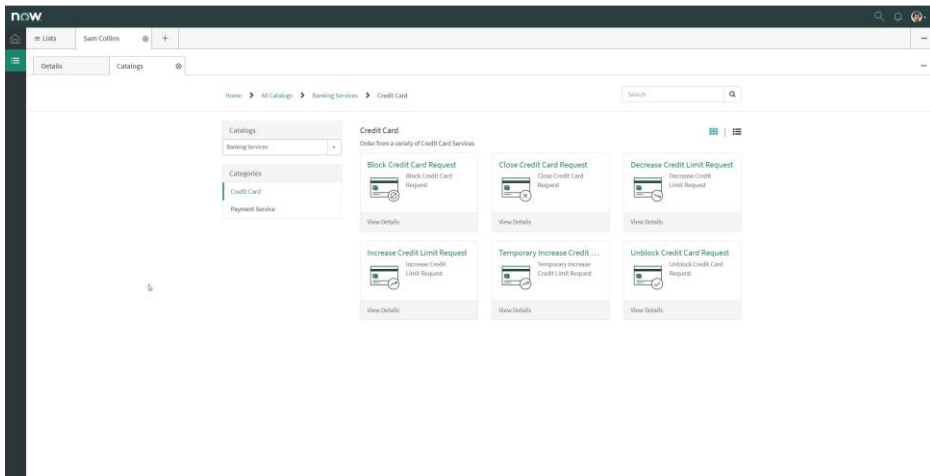 now
Lists
Sam Collins
Details
Catalogs
Home > All Catalogs > Banking Services > Credit Card
Search
Catalogs
Banking Services
Categories
Credit Card
Payment Service
Credit Card
Order from a variety of Credit Card Services
Block Credit Card Request
Block Credit Card
Request
View Details
Close Credit Card Request
Close Credit Card
Request
View Details
Decrease Credit Limit Request
Decrease Credit
Limit Request
View Details
Increase Credit Limit Request
Increase Credit
Limit Request
View Details
Temporary Increase Credit ...
Temporary Increase
Credit Limit Request
View Details
Unblock Credit Card Request
Unblock Credit Card
Request
View Details